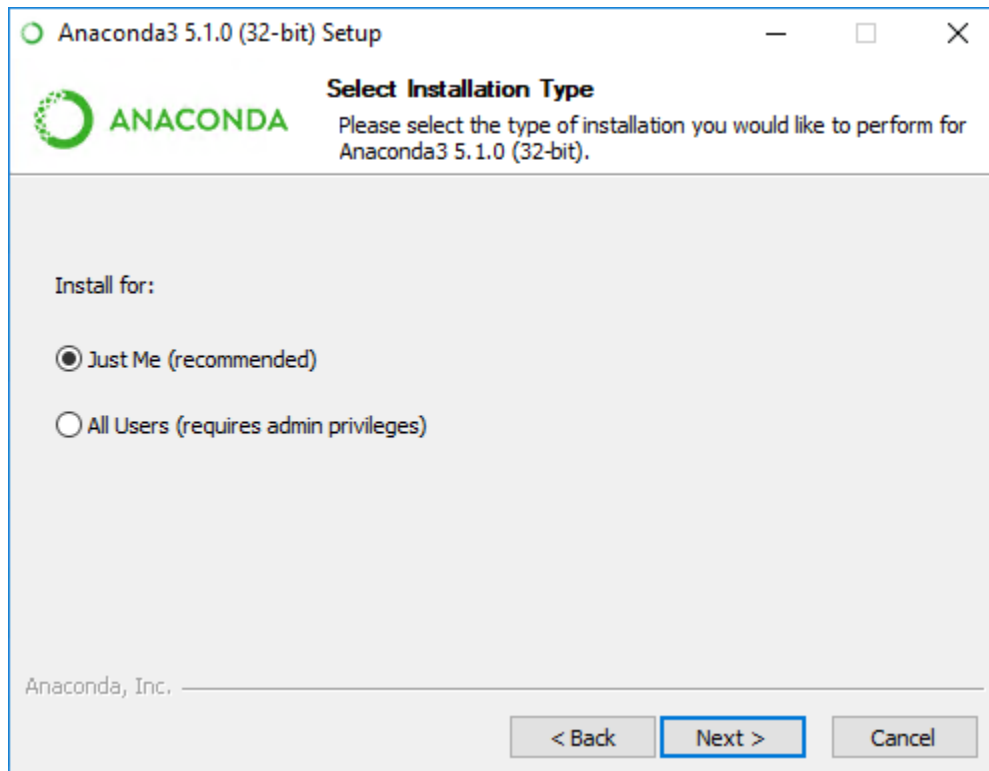 Anaconda3 5.1.0 (32-bit) Setup
ANACONDA
Select Installation Type
Please select the type of installation you would like to perform for
Anaconda3 5.1.0 (32-bit).
Install for:
Just Me (recommended)
All Users (requires admin privileges)
Anaconda, Inc.
< Back
Next >
Cancel